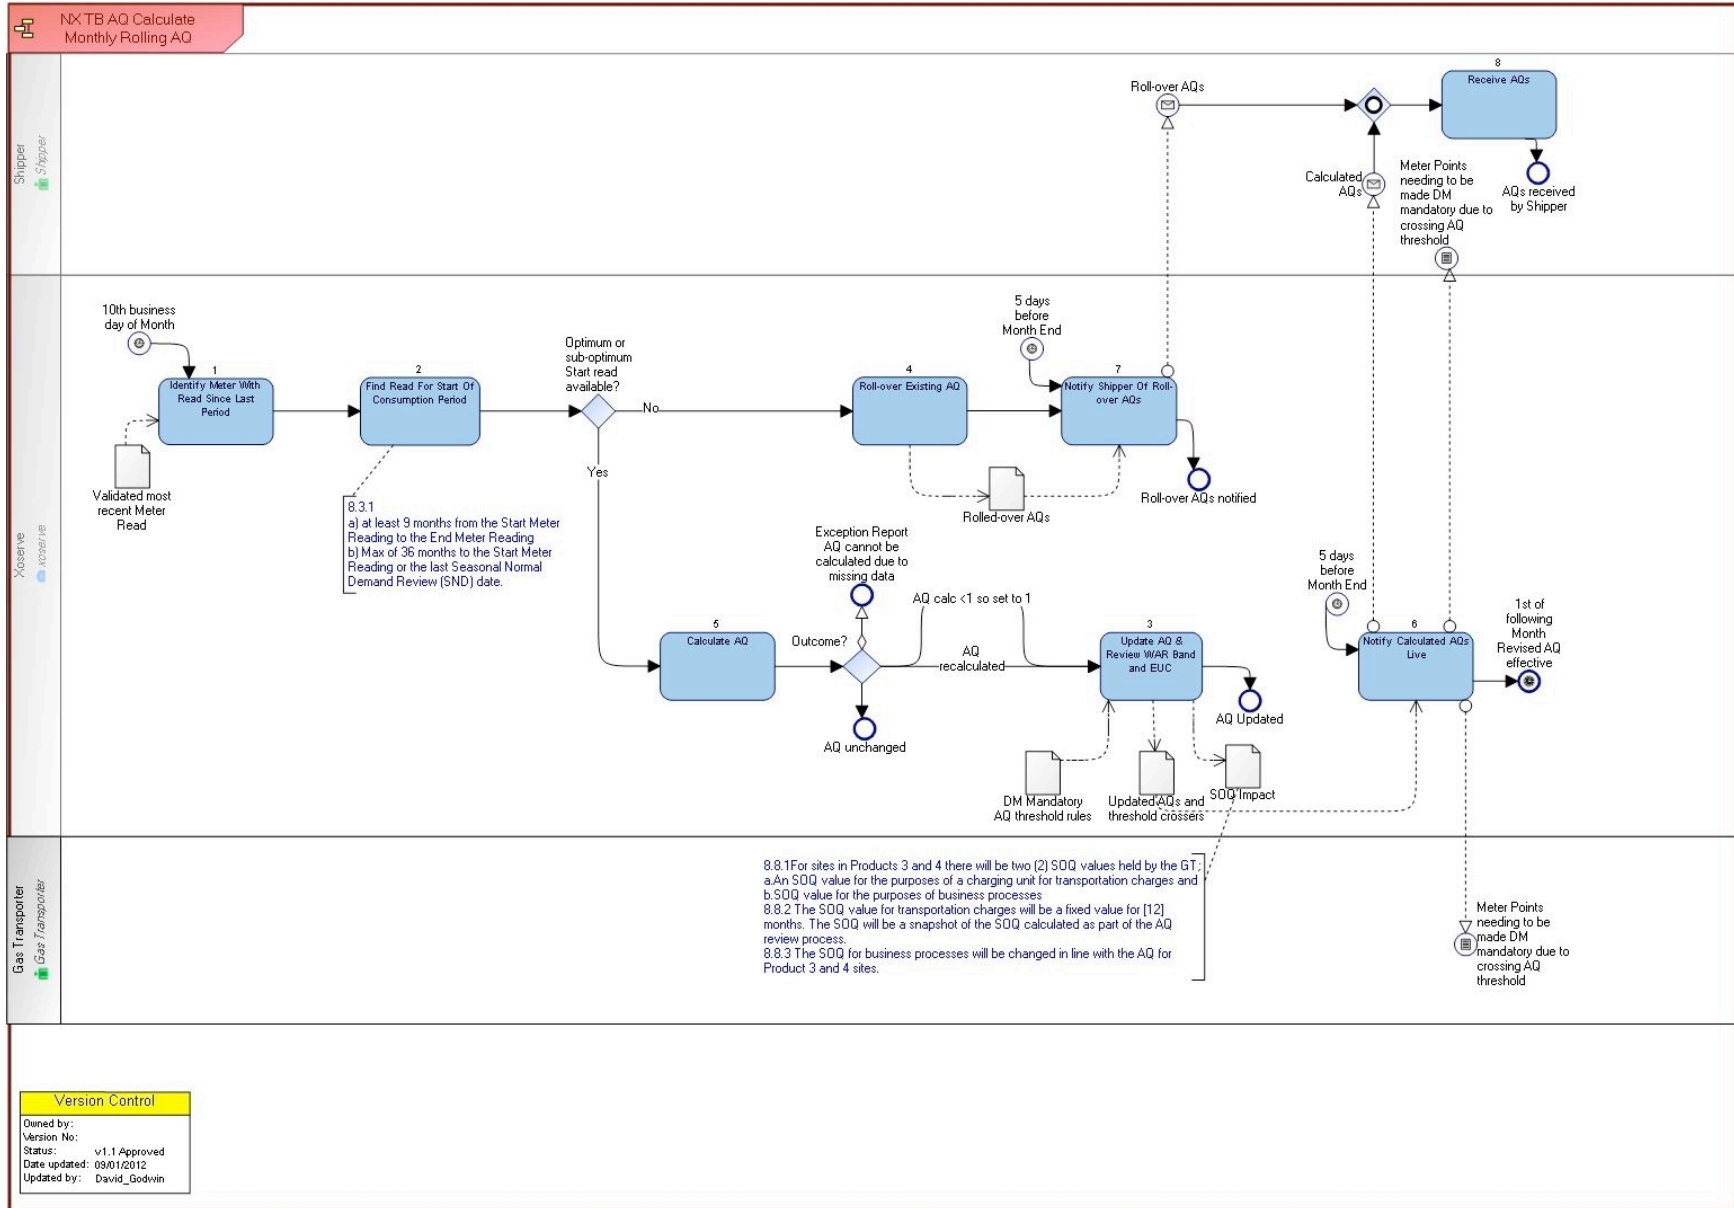 NX TB AQ Calculate
Monthly Rolling AQ
Shipper
Shipper
Roll-over AQs
8
Receive AQs
Calculated
AQs
Meter Points
needing to be
made DM
mandatory due to
crossing AQ
threshold
AQs received
by Shipper
Xoserve
xoserve
10th business
day of Month
1
Identify Meter With
Read Since Last
Period
Validated most
recent Meter
Read
2
Find Read For Start Of
Consumption Period
8.3.1
a) at least 9 months from the Start Meter
Reading to the End Meter Reading
b) Max of 36 months to the Start Meter
Reading or the last Seasonal Normal
Demand Review (SND) date.
Optimum or
sub-optimum
Start read
available?
No
Yes
4
Roll-over Existing AQ
Rolled-over AQs
5 days
before
Month End
7
Notify Shipper Of Roll-
over AQs
Roll-over AQs notified
5
Calculate AQ
Outcome?
Exception Report
AQ cannot be
calculated due to
missing data
AQ unchanged
AQ calc <1 so set to 1
AQ
recalculated
3
Update AQ &
Review WAR Band
and EUC
AQ Updated
DM Mandatory
AQ threshold rules
Updated AQs and
threshold crossers
SOQ Impact
5 days
before
Month End
6
Notify Calculated AQs
Live
1st of
following
Month
Revised AQ
effective
Gas Transporter
Gas Transporter
8.8.1For sites in Products 3 and 4 there will be two (2) SOQ values held by the GT;
a.An SOQ value for the purposes of a charging unit for transportation charges and
b.SOQ value for the purposes of business processes
8.8.2 The SOQ value for transportation charges will be a fixed value for [12]
months. The SOQ will be a snapshot of the SOQ calculated as part of the AQ
review process.
8.8.3 The SOQ for business processes will be changed in line with the AQ for
Product 3 and 4 sites.
Meter Points
needing to be
made DM
mandatory due to
crossing AQ
threshold
Version Control
Owned by:
Version No:
Status: v1.1 Approved
Date updated: 09/01/2012
Updated by: David_Godwin